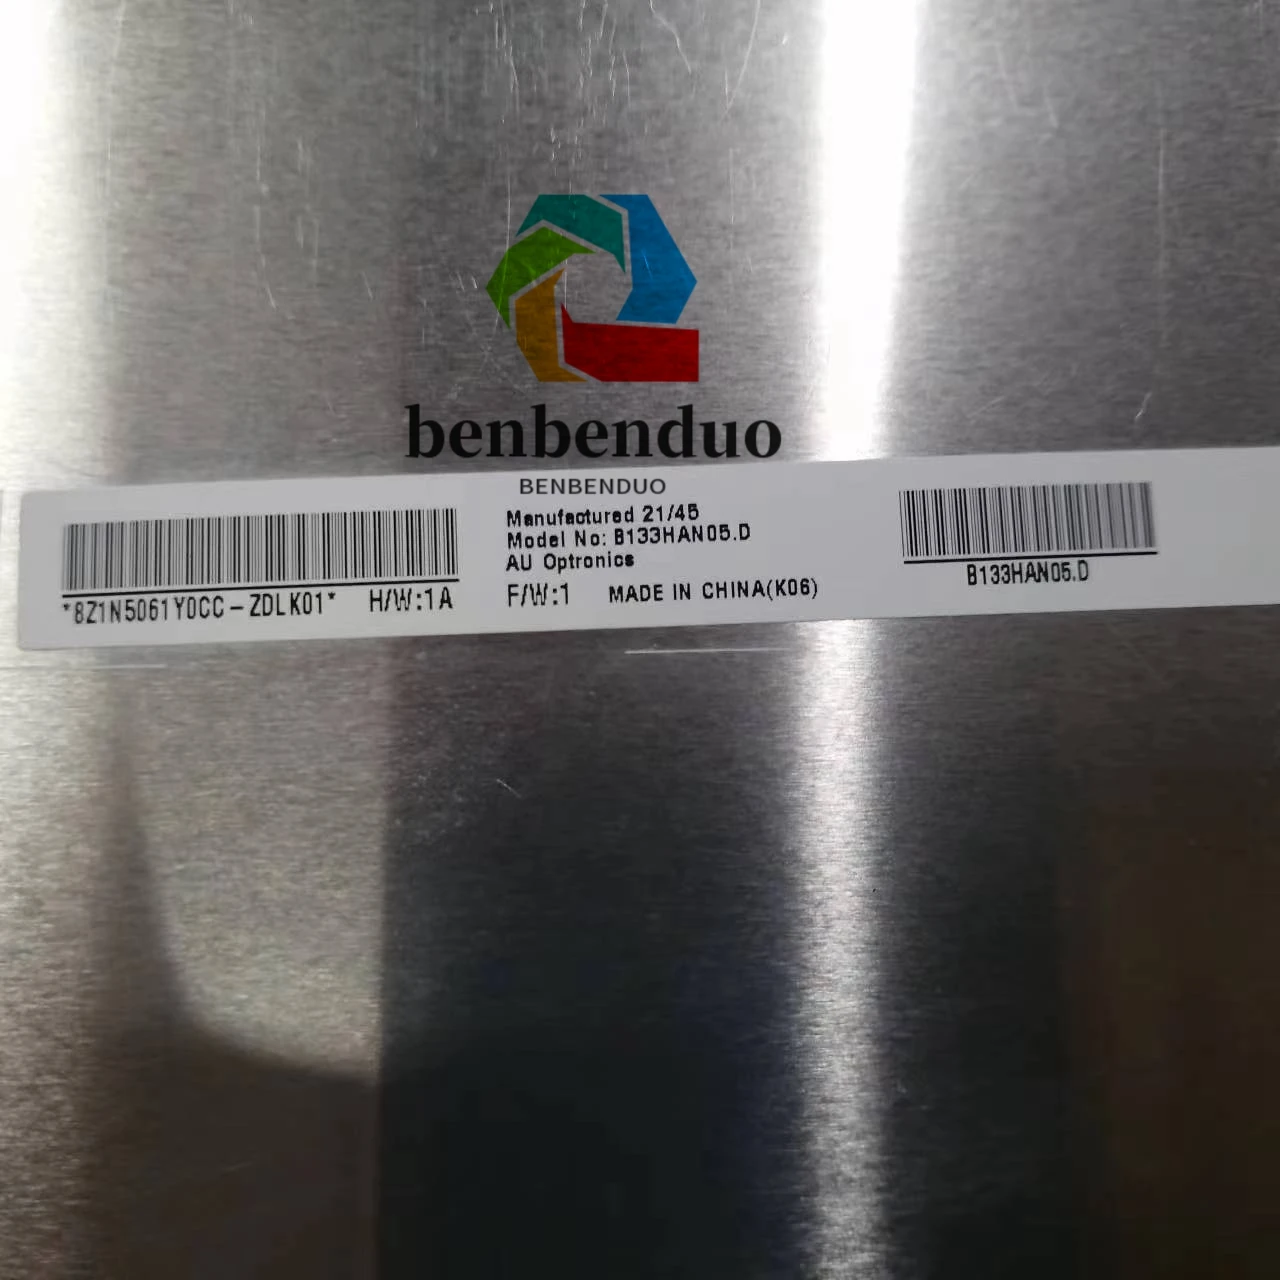 benbenduo
BENBENDUO
Manufactured 21/45
Model No: B133HAN05.D
AU Optronics
F/W:1 MADE IN CHINA(K06)
*8Z1N5061Y0CC-ZDLK01* H/W:1A
B133HAN05.D